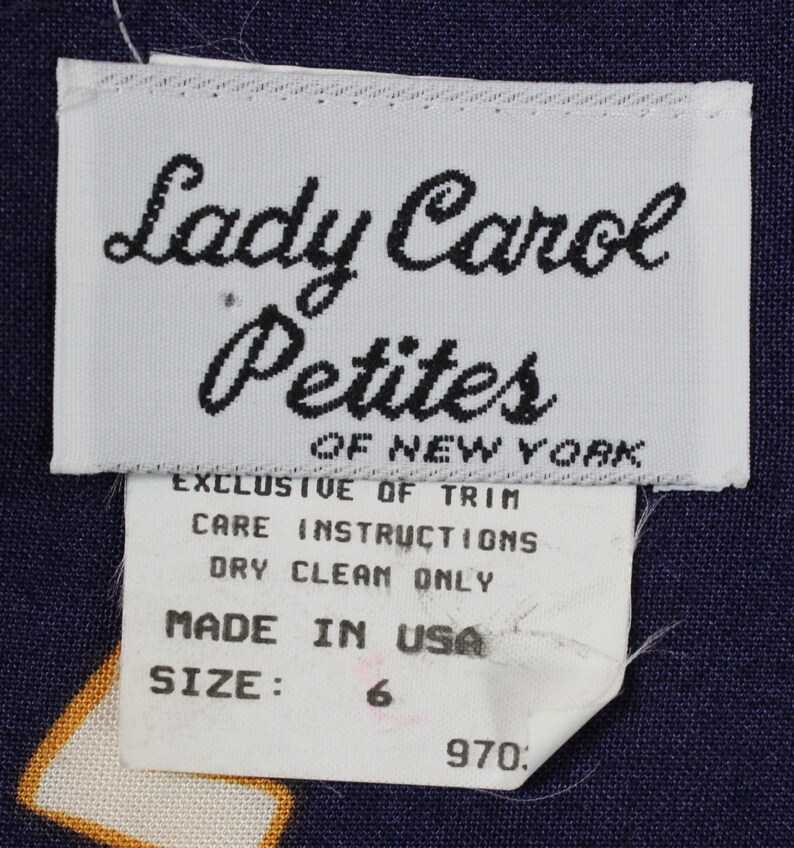 Lady Carol
Petites
OF NEW YORK
EXCLUSIVE OF TRIM
CARE INSTRUCTIONS
DRY CLEAN ONLY
MADE IN USA
SIZE: 6